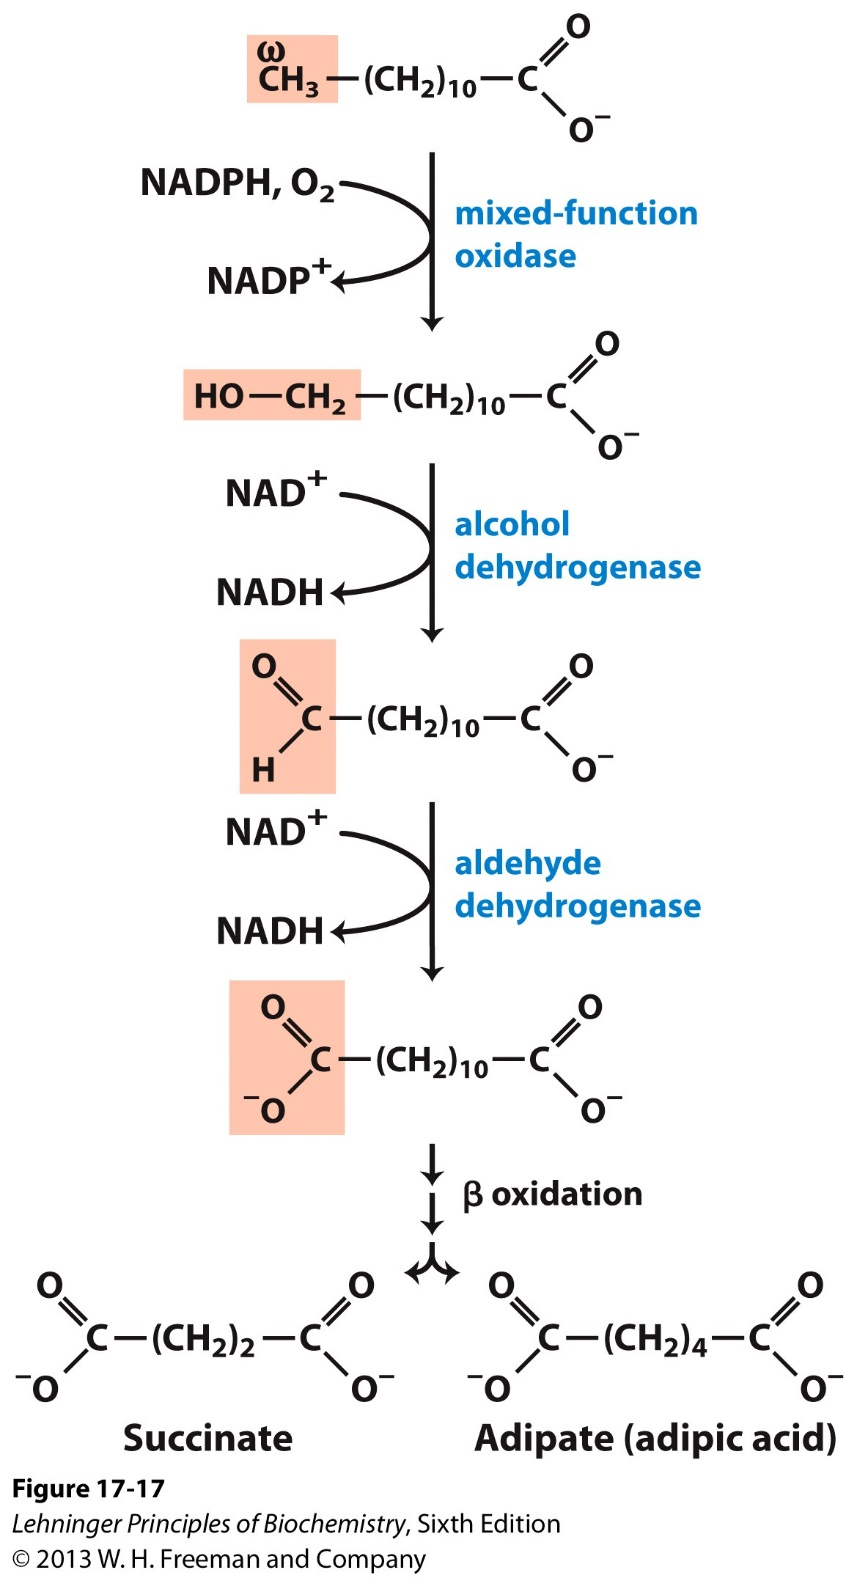 ω
CH₃—(CH₂)₁₀—C
O
O⁻
NADPH, O₂
mixed-function
oxidase
NADP⁺
HO—CH₂—(CH₂)₁₀—C
O
O⁻
NAD⁺
alcohol
dehydrogenase
NADH
O
C—(CH₂)₁₀—C
H
O
O⁻
NAD⁺
aldehyde
dehydrogenase
NADH
O
C—(CH₂)₁₀—C
⁻O
O
O⁻
β oxidation
O
C—(CH₂)₂—C
⁻O
O
O⁻
Succinate
O
C—(CH₂)₄—C
⁻O
O
O⁻
Adipate (adipic acid)
Figure 17-17
Lehninger Principles of Biochemistry, Sixth Edition
© 2013 W. H. Freeman and Company